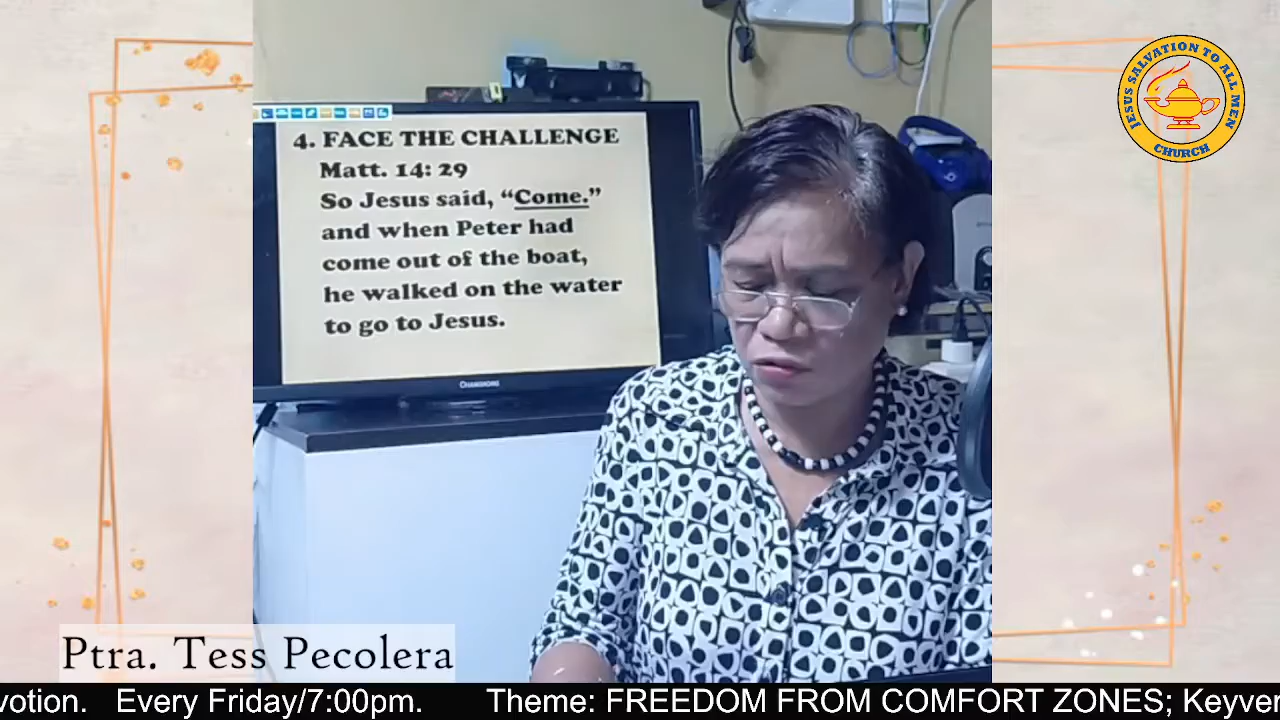 JESUS SALVATION TO ALL MEN
CHURCH
4. FACE THE CHALLENGE
Matt. 14: 29
So Jesus said, “Come.”
and when Peter had
come out of the boat,
he walked on the water
to go to Jesus.
CHANGHONG
Ptra. Tess Pecolera
votion. Every Friday/7:00pm. Theme: FREEDOM FROM COMFORT ZONES; Keyver